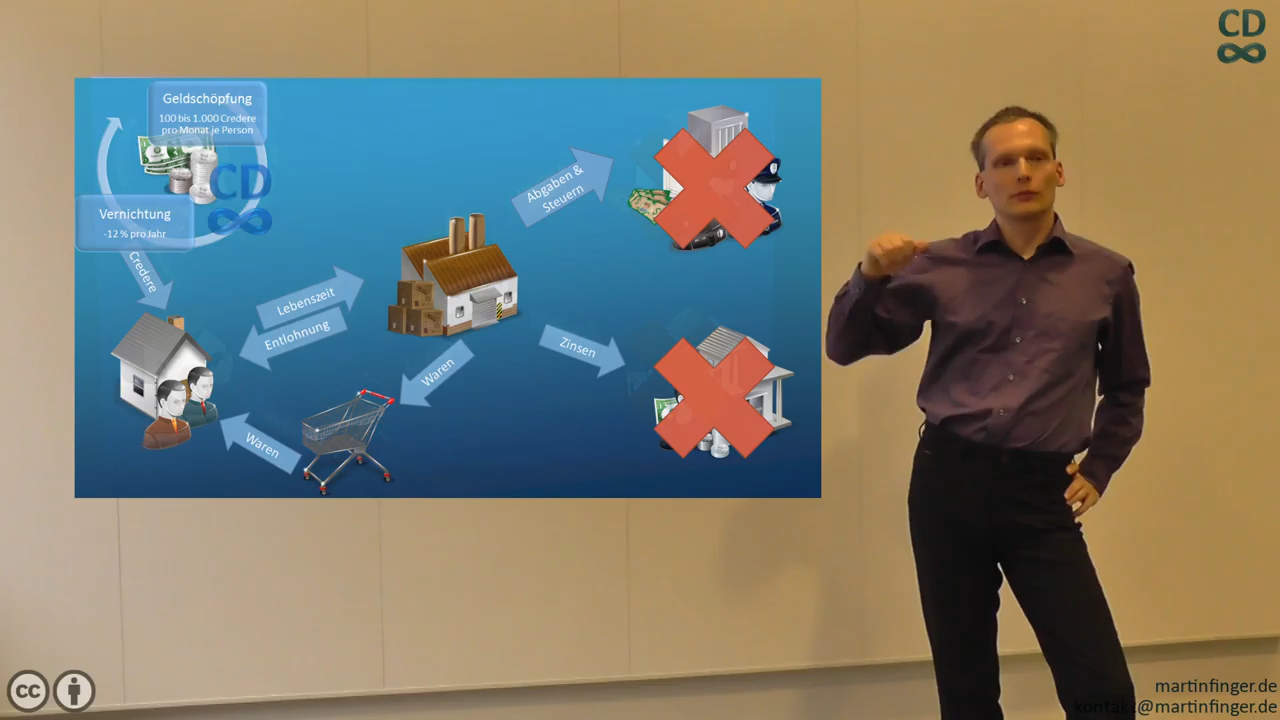 CD
Geldschöpfung
100 bis 1.000 Credere
pro Monat je Person
CD
Vernichtung
-12 % pro Jahr
Credere
Abgaben &
Steuern
Lebenszeit
Entlohnung
Zinsen
Waren
Waren
cc
martinfinger.de
kontakt@martinfinger.de